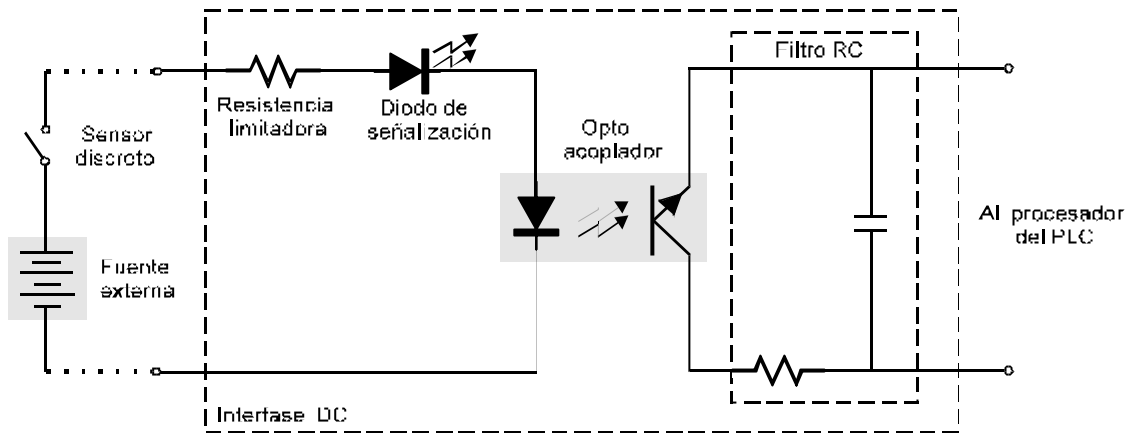 Filtro RC
Resistencia
limitadora
Diodo de
señalización
Opto
acoplador
Sensor
discreto
Al procesador
del PLC
Fuente
externa
Interfase DC